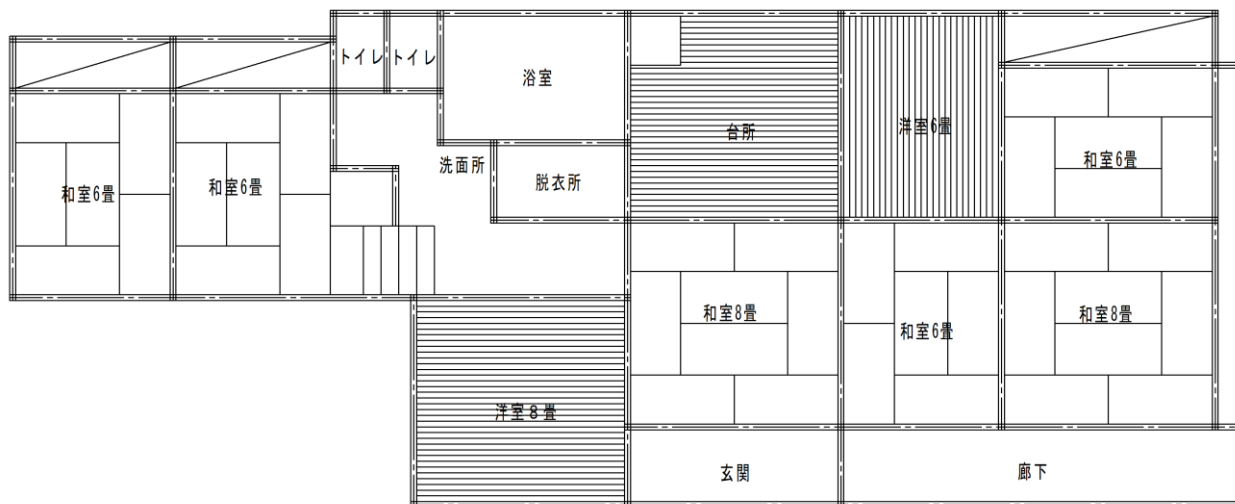 トイレ
トイレ
浴室
台所
洋室6畳
和室6畳
洗面所
脱衣所
和室6畳
和室6畳
和室8畳
和室6畳
和室8畳
洋室８畳
玄関
廊下